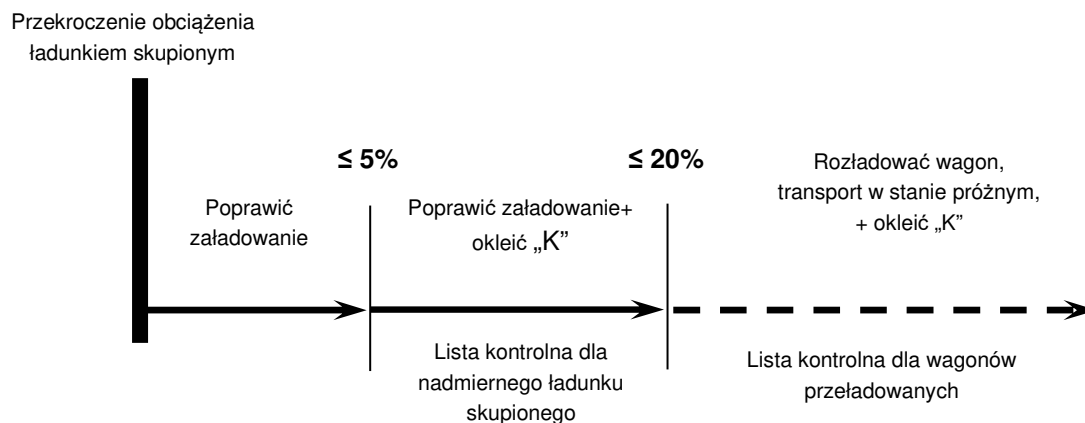 Przekroczenie obciążenia
ładunkiem skupionym
≤ 5%
≤ 20%
Poprawić
załadowanie
Poprawić załadowanie+
okleić „K”
Rozładować wagon,
transport w stanie próżnym,
+ okleić „K”
Lista kontrolna dla
nadmiernego ładunku
skupionego
Lista kontrolna dla wagonów
przeładowanych